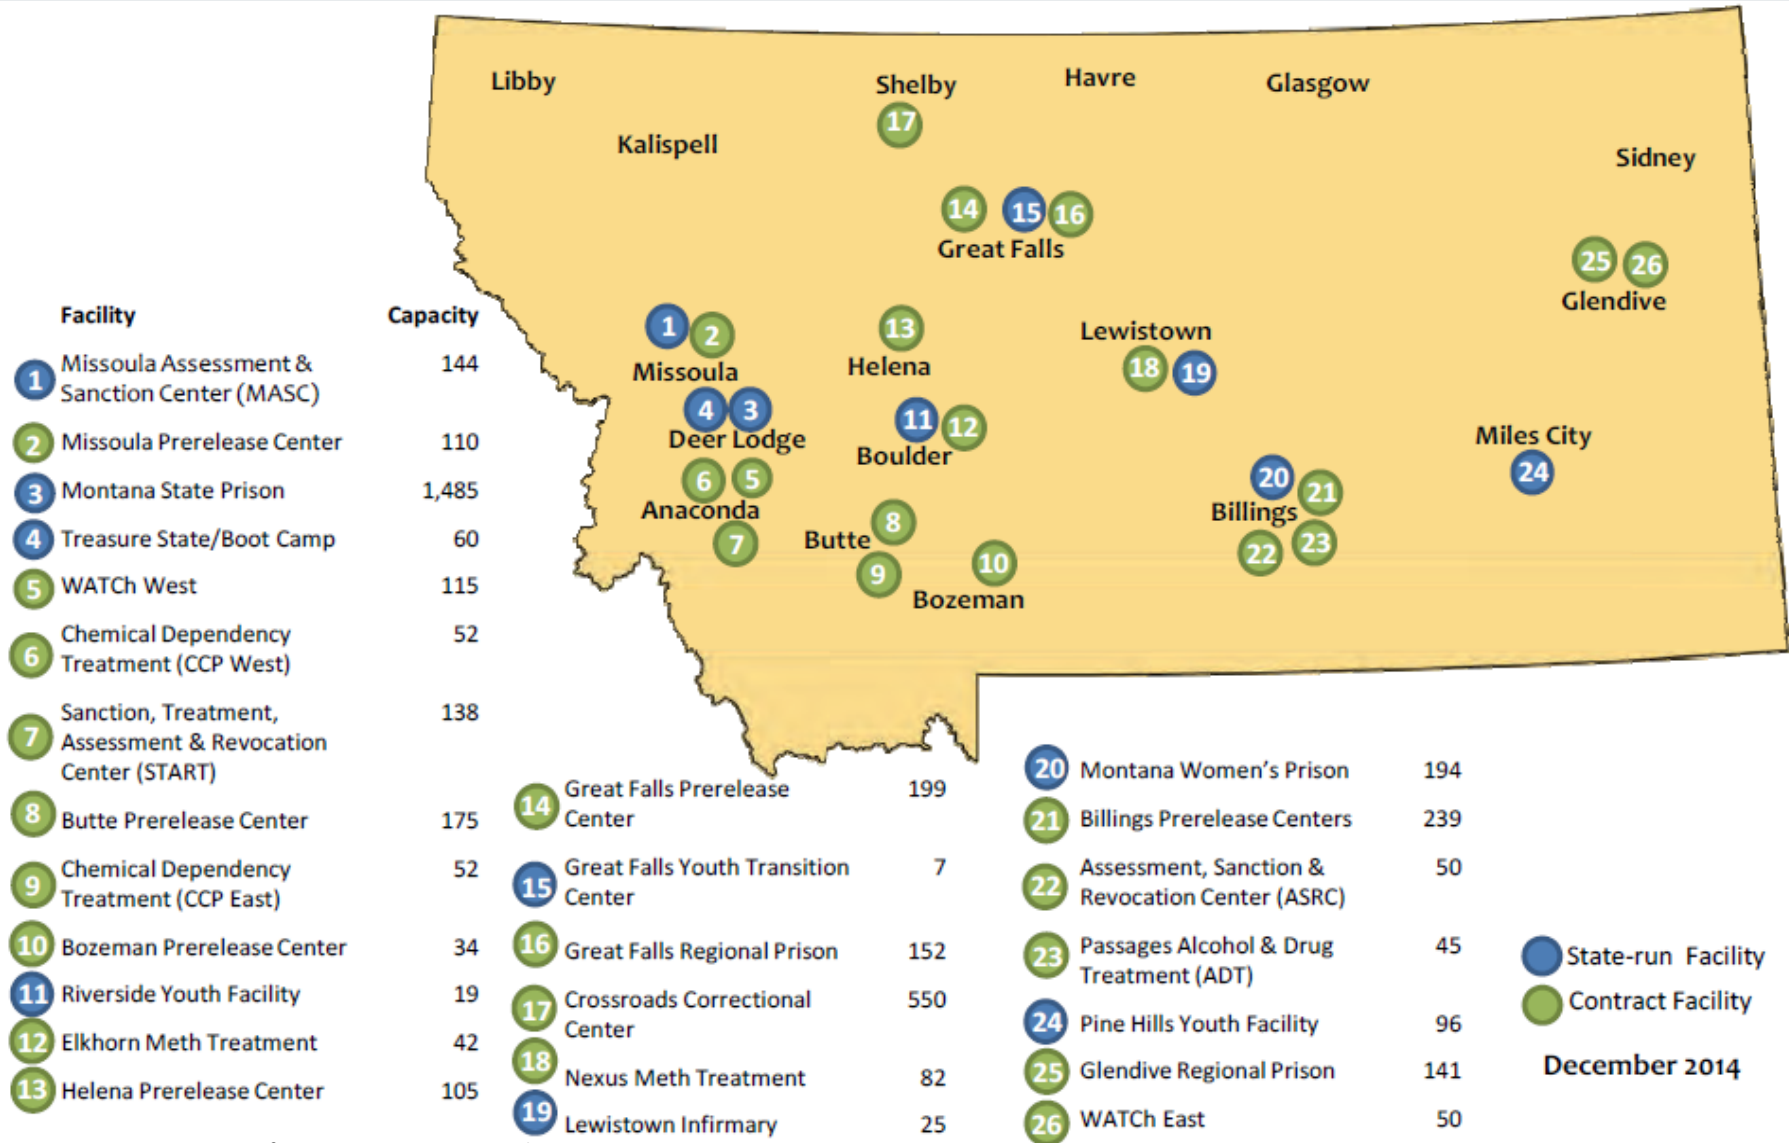 Libby
Shelby
Havre
Glasgow
17
Kalispell
Sidney
14
15
16
Great Falls
25
26
Glendive
1
2
Missoula
13
Helena
Lewistown
18
19
4
3
Deer Lodge
11
12
Boulder
Miles City
24
6
5
Anaconda
7
Butte
8
9
10
Bozeman
20
21
Billings
22
23
Facility Capacity
1 Missoula Assessment & 144
Sanction Center (MASC)
2 Missoula Prerelease Center 110
3 Montana State Prison 1,485
4 Treasure State/Boot Camp 60
5 WATCh West 115
6 Chemical Dependency 52
Treatment (CCP West)
7 Sanction, Treatment, 138
Assessment & Revocation
Center (START)
8 Butte Prerelease Center 175
9 Chemical Dependency 52
Treatment (CCP East)
10 Bozeman Prerelease Center 34
11 Riverside Youth Facility 19
12 Elkhorn Meth Treatment 42
13 Helena Prerelease Center 105
14 Great Falls Prerelease 199
Center
15 Great Falls Youth Transition 7
Center
16 Great Falls Regional Prison 152
17 Crossroads Correctional 550
Center
18 Nexus Meth Treatment 82
19 Lewistown Infirmary 25
20 Montana Women's Prison 194
21 Billings Prerelease Centers 239
22 Assessment, Sanction & 50
Revocation Center (ASRC)
23 Passages Alcohol & Drug 45
Treatment (ADT)
24 Pine Hills Youth Facility 96
25 Glendive Regional Prison 141
26 WATCh East 50
State-run Facility
Contract Facility
December 2014